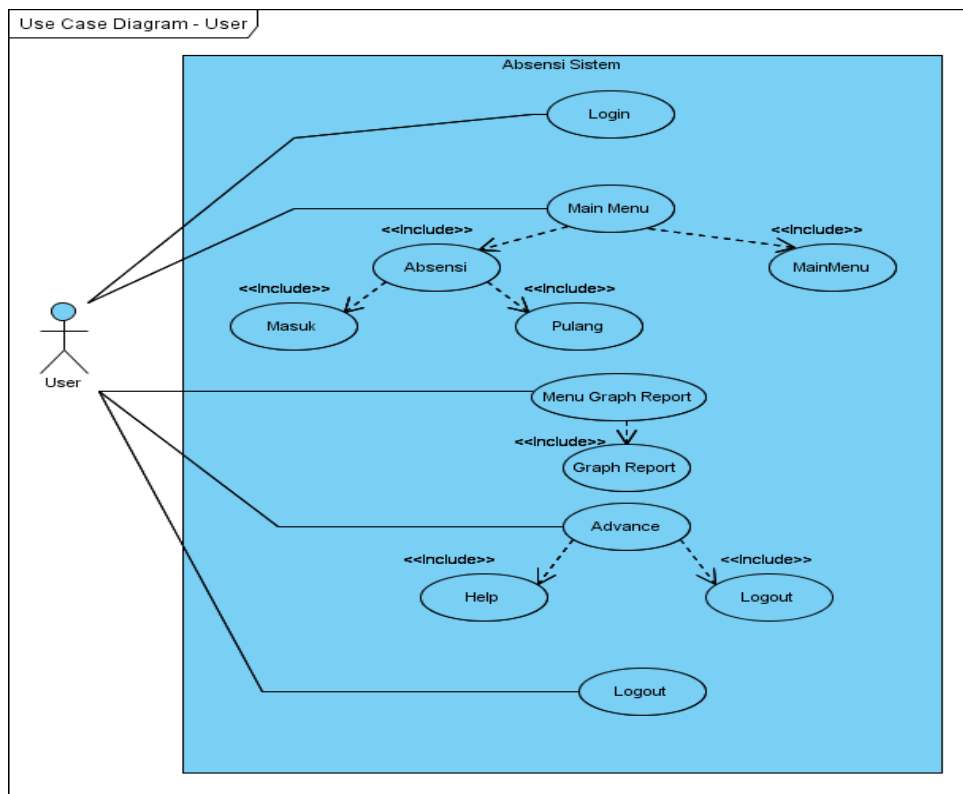 Use Case Diagram - User
Absensi Sistem
Login
Main Menu
<<Include>>
<<Include>>
Absensi
MainMenu
<<Include>>
<<Include>>
Masuk
Pulang
User
Menu Graph Report
<<Include>>
Graph Report
Advance
<<Include>>
<<Include>>
Help
Logout
Logout